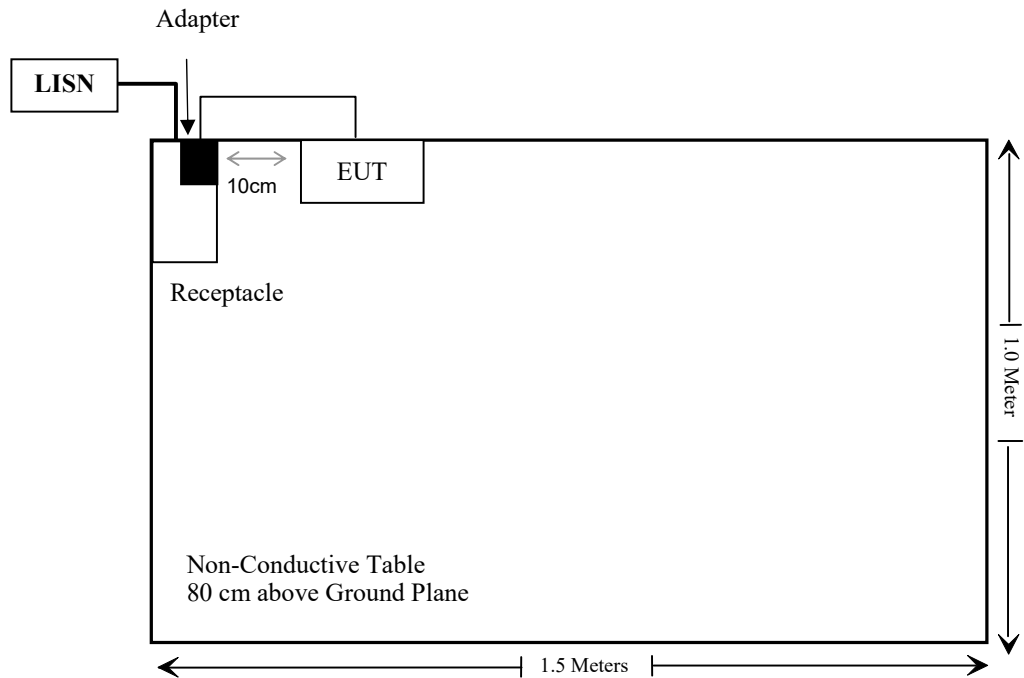 Adapter
LISN
EUT
10cm
Receptacle
1.0 Meter
Non-Conductive Table
80 cm above Ground Plane
1.5 Meters